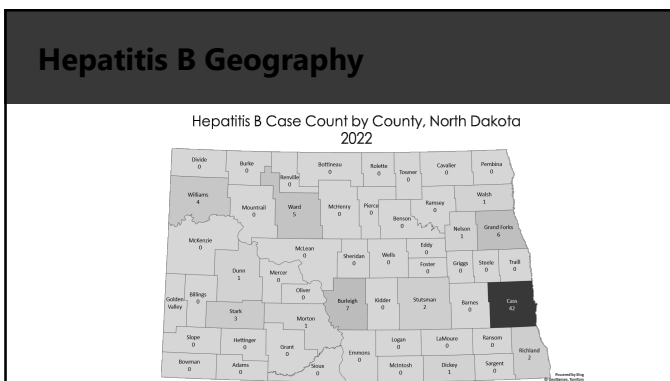 Hepatitis B Geography
Hepatitis B Case Count by County, North Dakota
2022
Divide
0
Burke
0
Renville
0
Bottineau
0
Rolette
0
Towner
0
Cavalier
0
Pembina
0
Williams
4
Mountrail
0
Ward
5
McHenry
0
Pierce
0
Benson
0
Ramsey
0
Walsh
1
Nelson
1
Grand Forks
6
McKenzie
0
Dunn
1
McLean
0
Mercer
0
Oliver
0
Sheridan
0
Wells
0
Eddy
0
Foster
0
Griggs
0
Steele
0
Traill
0
Golden
Valley
Billings
0
Stark
3
Morton
1
Burleigh
7
Kidder
0
Stutsman
2
Barnes
0
Cass
42
Slope
0
Hettinger
0
Grant
0
Bowman
0
Adams
0
Sioux
0
Emmons
0
Logan
0
LaMoure
0
Ransom
0
Richland
2
McIntosh
0
Dickey
1
Sargent
0
Powered by Bing
© GeoNames, TomTom